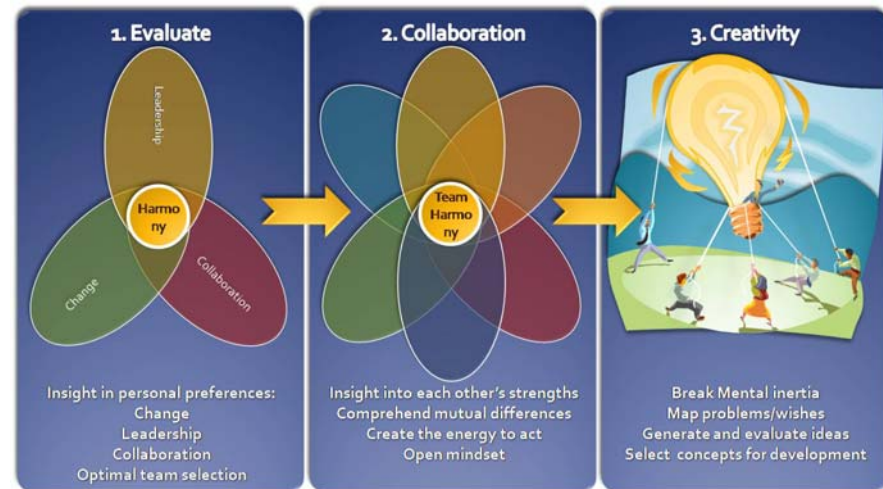 1. Evaluate
Leadership
Harmo
ny
Change
Collaboration
Insight in personal preferences:
Change
Leadership
Collaboration
Optimal team selection
2. Collaboration
Team
Harmo
ny
Insight into each other's strengths
Comprehend mutual differences
Create the energy to act
Open mindset
3. Creativity
Break Mental inertia
Map problems/wishes
Generate and evaluate ideas
Select concepts for development